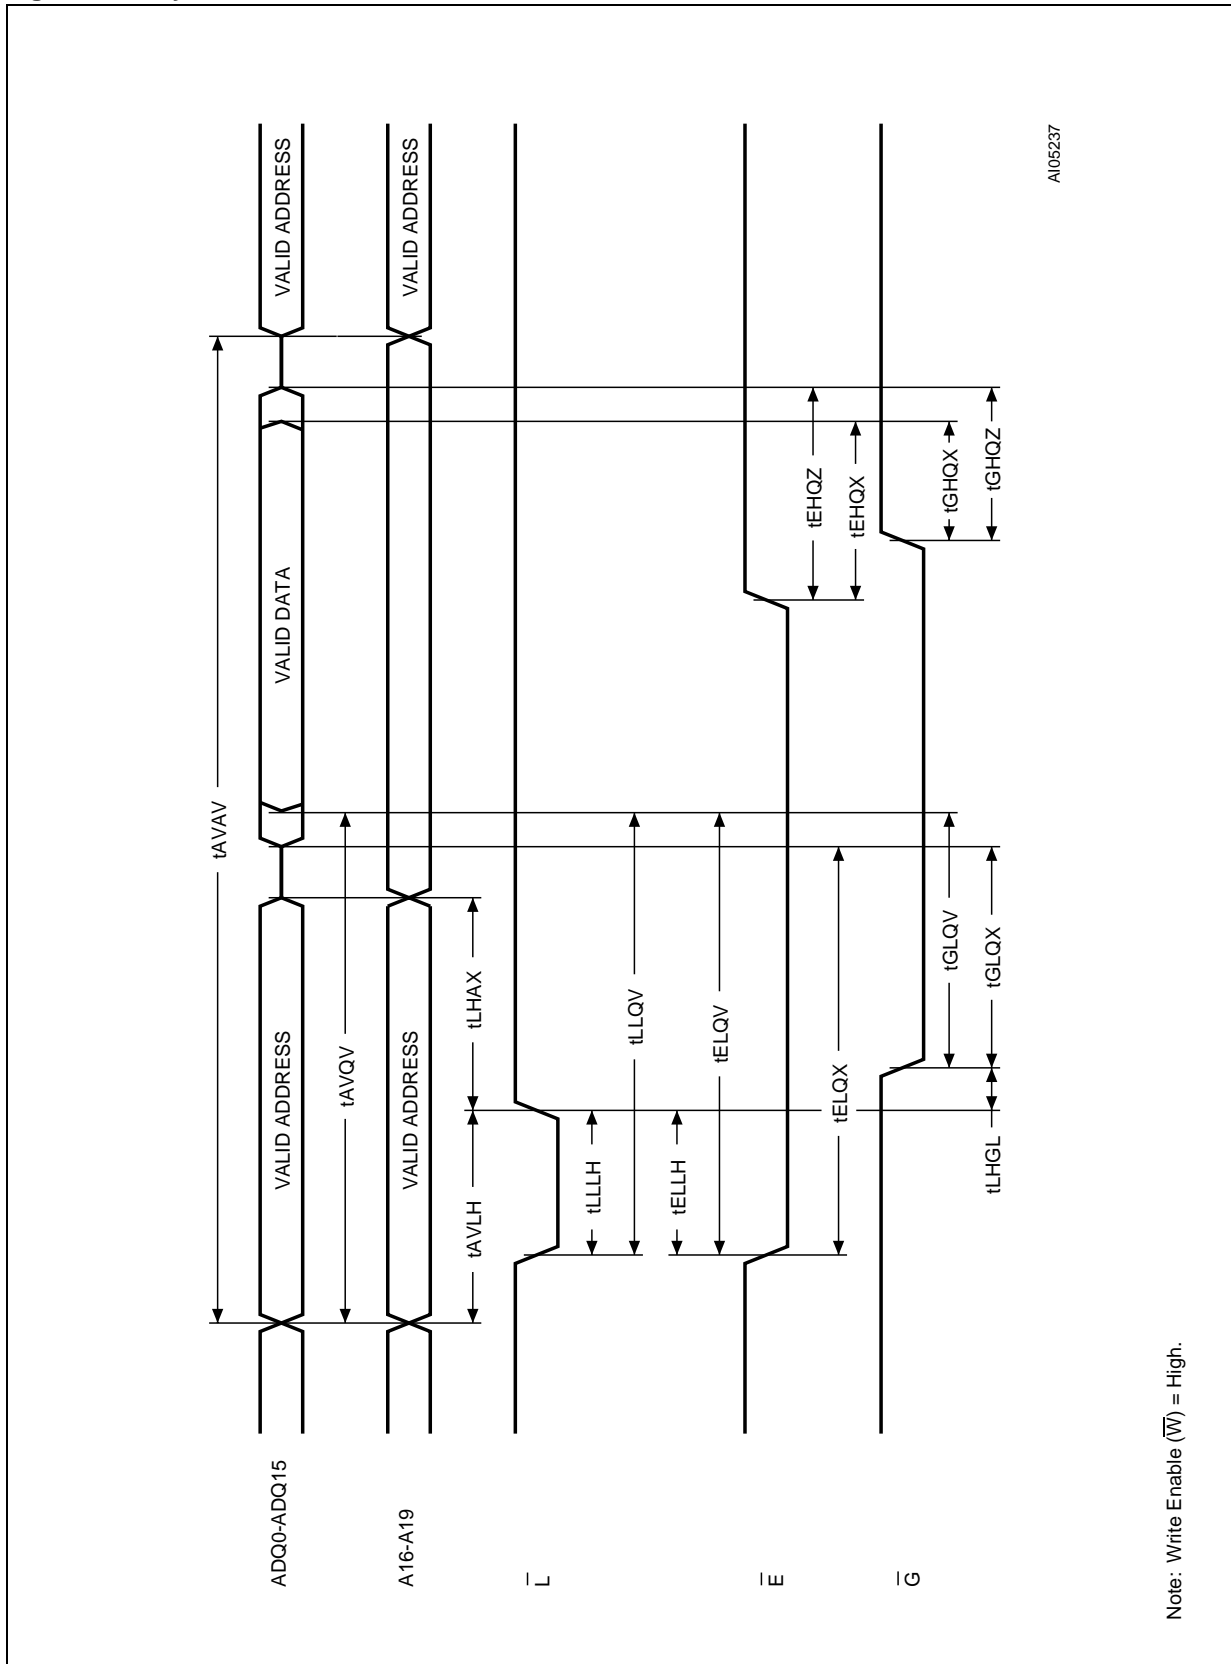 tAVAV
ADQ0-ADQ15
VALID ADDRESS
VALID DATA
VALID ADDRESS
tAVQV
A16-A19
VALID ADDRESS
VALID ADDRESS
tAVLH
tLHAX
L
tLLLH
tLLQV
tELLH
tELQV
E
tEHQZ
tELQX
tEHQX
G
tGLQV
tGHQX
tLHGL
tGLQX
tGHQZ
AI05237
Note: Write Enable (W̅) = High.